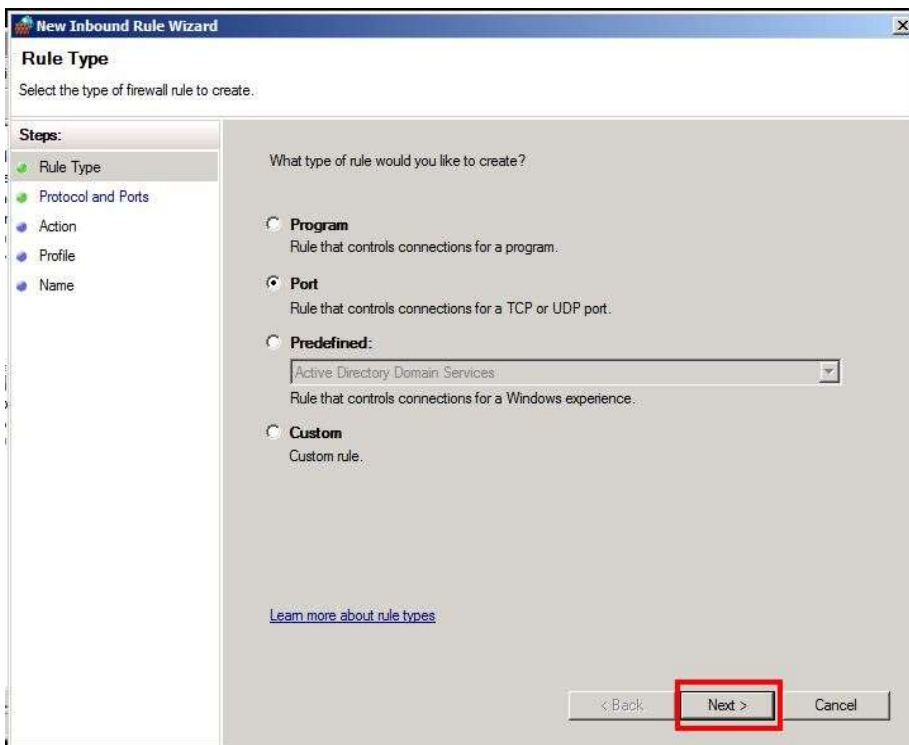 New Inbound Rule Wizard
Rule Type
Select the type of firewall rule to create.
Steps:
Rule Type
Protocol and Ports
Action
Profile
Name
What type of rule would you like to create?
Program
Rule that controls connections for a program.
Port
Rule that controls connections for a TCP or UDP port.
Predefined:
Active Directory Domain Services
Rule that controls connections for a Windows experience.
Custom
Custom rule.
Learn more about rule types
< Back
Next >
Cancel